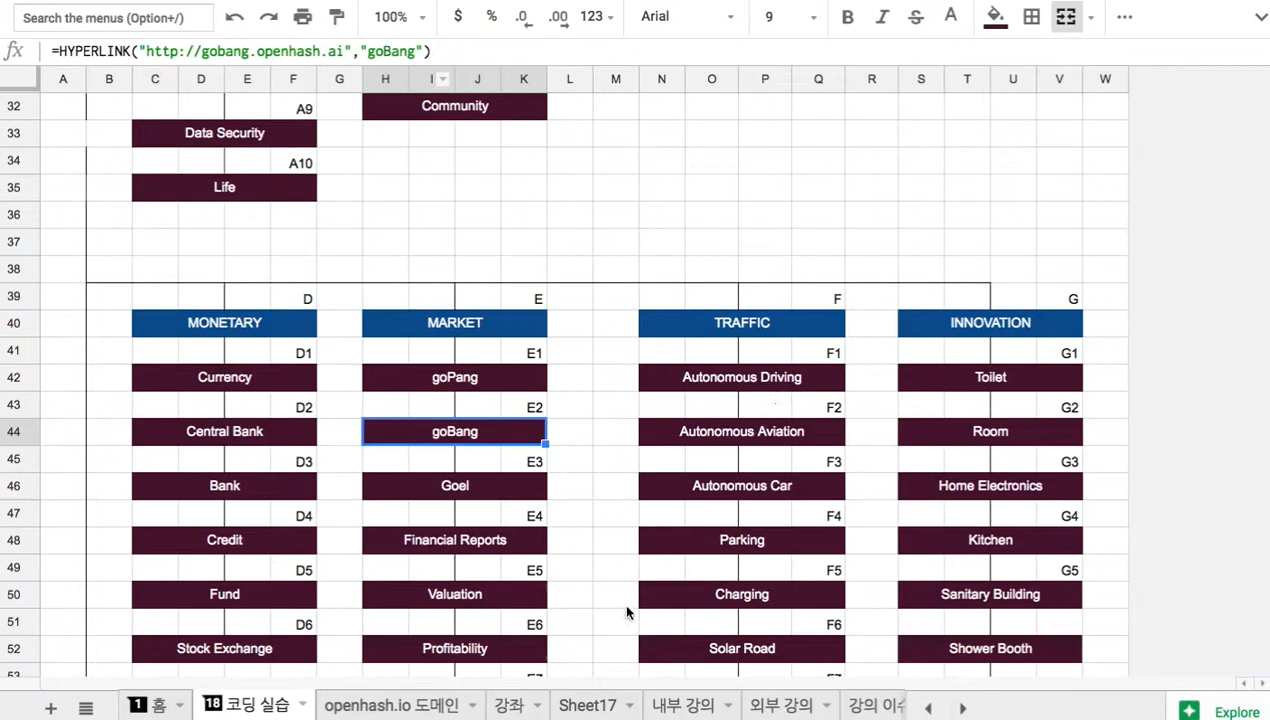 Search the menus (Option+/) 100% $ % .0 .00 123 Arial 9 B I S A
fx =HYPERLINK("http://gobang.openhash.ai","goBang")
A B C D E F G H I J K L M N O P Q R S T U V W
32 A9 Community
33 Data Security
34 A10
35 Life
36
37
38
39 D E F G
40 MONETARY MARKET TRAFFIC INNOVATION
41 D1 E1 F1 G1
42 Currency goPang Autonomous Driving Toilet
43 D2 E2 F2 G2
44 Central Bank goBang Autonomous Aviation Room
45 D3 E3 F3 G3
46 Bank Goel Autonomous Car Home Electronics
47 D4 E4 F4 G4
48 Credit Financial Reports Parking Kitchen
49 D5 E5 F5 G5
50 Fund Valuation Charging Sanitary Building
51 D6 E6 F6
52 Stock Exchange Profitability Solar Road Shower Booth
1 홈 18 코딩 실습 openhash.io 도메인 강좌 Sheet17 내부 강의 외부 강의 강의 이수 Explore